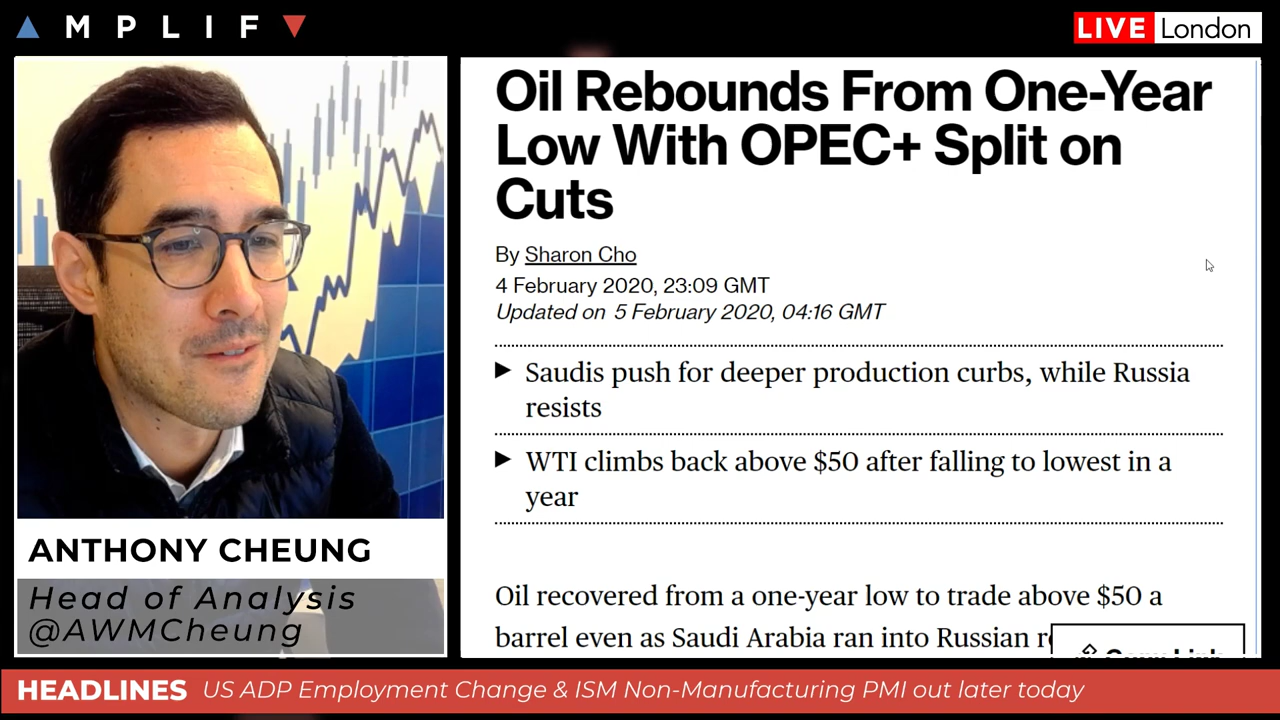 MPLIF
LIVE London
Oil Rebounds From One-Year
Low With OPEC+ Split on
Cuts
By Sharon Cho
4 February 2020, 23:09 GMT
Updated on 5 February 2020, 04:16 GMT
Saudis push for deeper production curbs, while Russia
resists
WTI climbs back above $50 after falling to lowest in a
year
Oil recovered from a one-year low to trade above $50 a
barrel even as Saudi Arabia ran into Russian
ANTHONY CHEUNG
Head of Analysis
@AWMCheung
HEADLINES US ADP Employment Change & ISM Non-Manufacturing PMI out later today